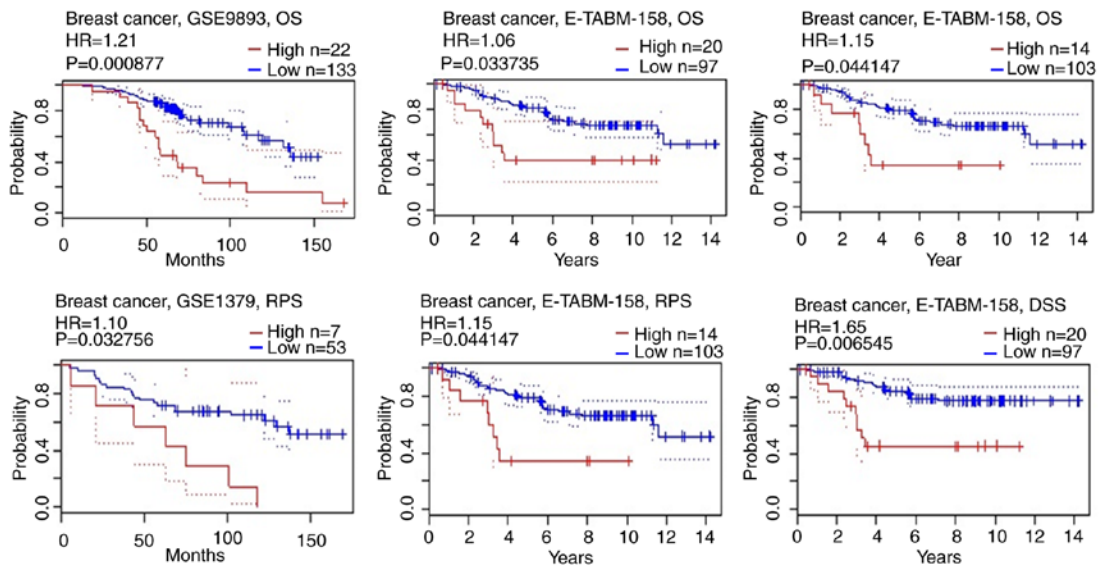 Breast cancer, GSE9893, OS
HR=1.21
P=0.000877
High n=22
Low n=133
Probability
0.8
0.4
0.0
0 50 100 150
Months
Breast cancer, E-TABM-158, OS
HR=1.06
P=0.033735
High n=20
Low n=97
Probability
0.8
0.4
0.0
0 2 4 6 8 10 12 14
Years
Breast cancer, E-TABM-158, OS
HR=1.15
P=0.044147
High n=14
Low n=103
Probability
0.8
0.4
0.0
0 2 4 6 8 10 12 14
Year
Breast cancer, GSE1379, RPS
HR=1.10
P=0.032756
High n=7
Low n=53
Probability
0.8
0.4
0.0
0 50 100 150
Months
Breast cancer, E-TABM-158, RPS
HR=1.15
P=0.044147
High n=14
Low n=103
Probability
0.8
0.4
0.0
0 2 4 6 8 10 12 14
Years
Breast cancer, E-TABM-158, DSS
HR=1.65
P=0.006545
High n=20
Low n=97
Probability
0.8
0.4
0.0
0 2 4 6 8 10 12 14
Years